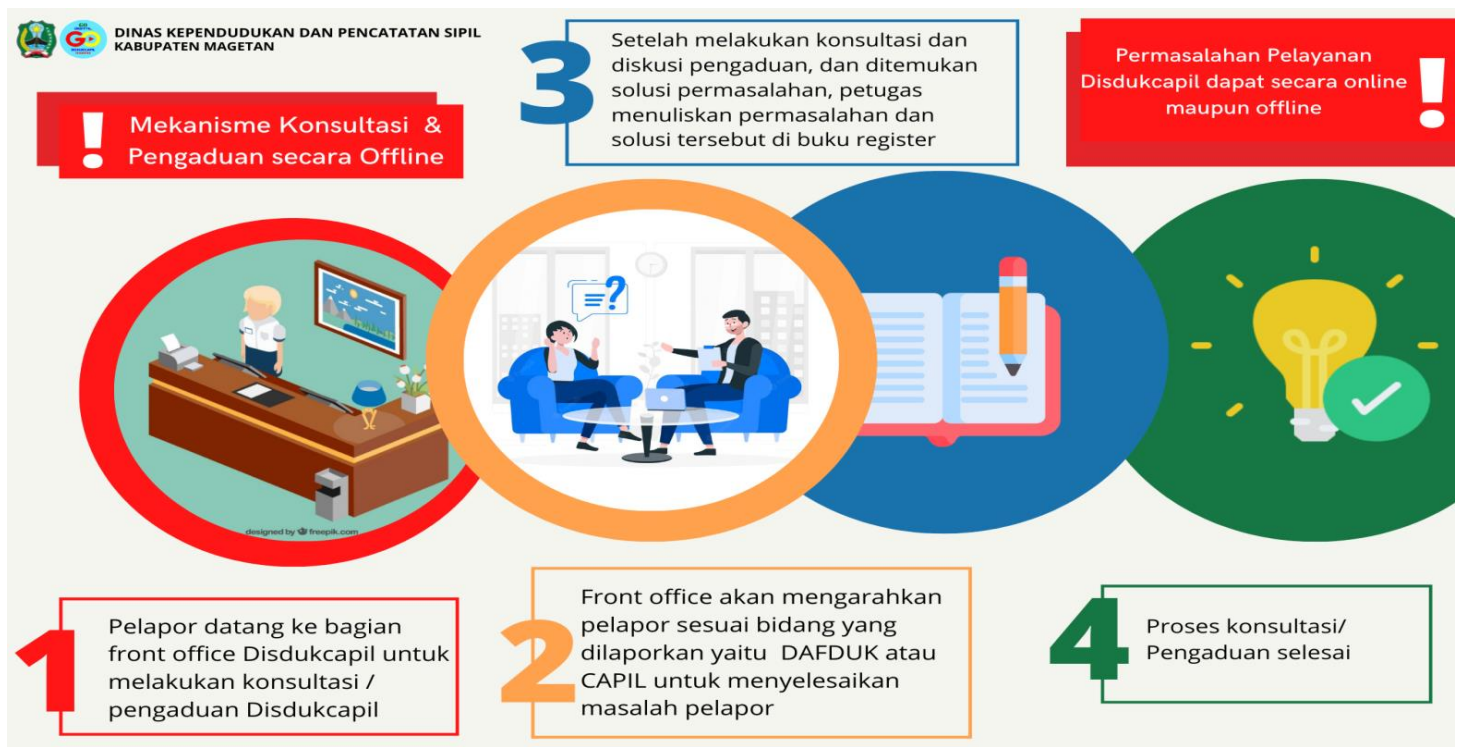 DINAS KEPENDUDUKAN DAN PENCATATAN SIPIL
KABUPATEN MAGETAN
! Mekanisme Konsultasi &
Pengaduan secara Offline
3
Setelah melakukan konsultasi dan
diskusi pengaduan, dan ditemukan
solusi permasalahan, petugas
menuliskan permasalahan dan
solusi tersebut di buku register
Permasalahan Pelayanan
Disdukcapil dapat secara online
maupun offline !
?
designed by freepik.com
1
Pelapor datang ke bagian
front office Disdukcapil untuk
melakukan konsultasi /
pengaduan Disdukcapil
2
Front office akan mengarahkan
pelapor sesuai bidang yang
dilaporkan yaitu DAFDUK atau
CAPIL untuk menyelesaikan
masalah pelapor
4
Proses konsultasi/
Pengaduan selesai